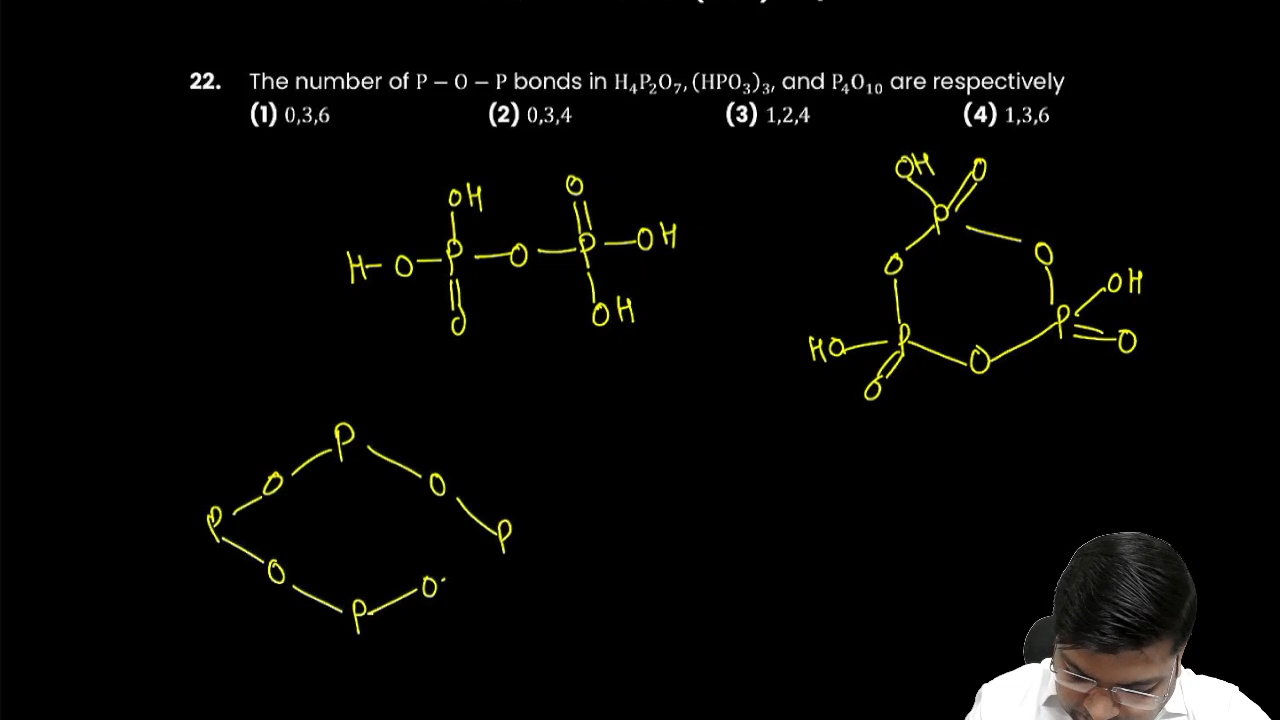 22. The number of P – O – P bonds in H₄P₂O₇, (HPO₃)₃, and P₄O₁₀ are respectively
(1) 0,3,6 (2) 0,3,4 (3) 1,2,4 (4) 1,3,6
OH O
H- O - P - O - P - OH
O OH
OH O
P
O O
OH
HO P P O
O O
P
O O
P P
O O
P